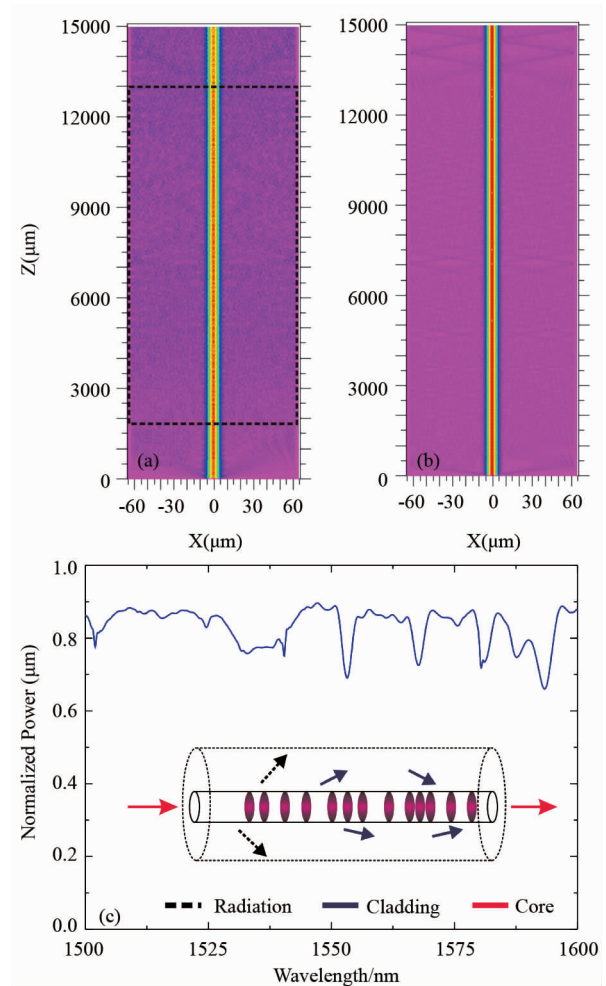 15000
12000
9000
6000
3000
0
Z(μm)
(a)
-60 -30 0 30 60
X(μm)
15000
12000
9000
6000
3000
0
(b)
-60 -30 0 30 60
X(μm)
1.0
0.8
0.6
0.4
0.2
0.0
Normalized Power (μm)
(c)
Radiation
Cladding
Core
1500 1525 1550 1575 1600
Wavelength/nm